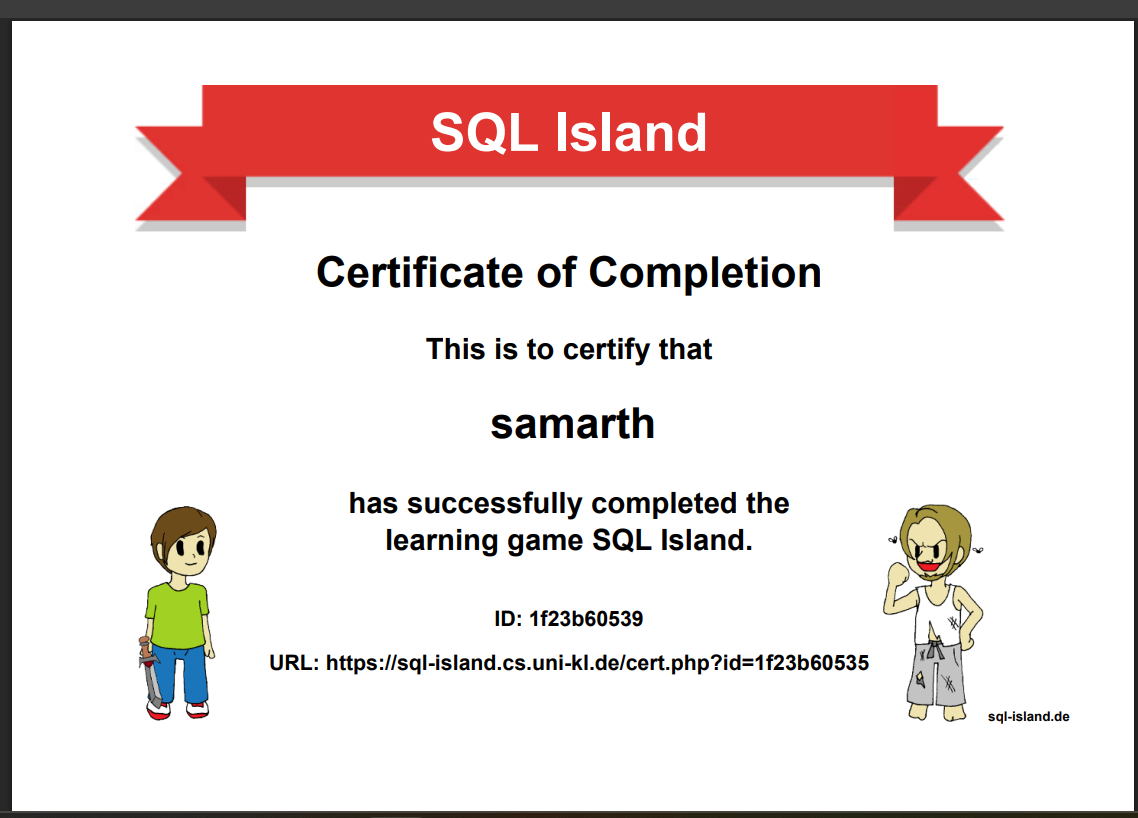 SQL Island
Certificate of Completion
This is to certify that
samarth
has successfully completed the
learning game SQL Island.
ID: 1f23b60539
URL: https://sql-island.cs.uni-kl.de/cert.php?id=1f23b60535
sql-island.de